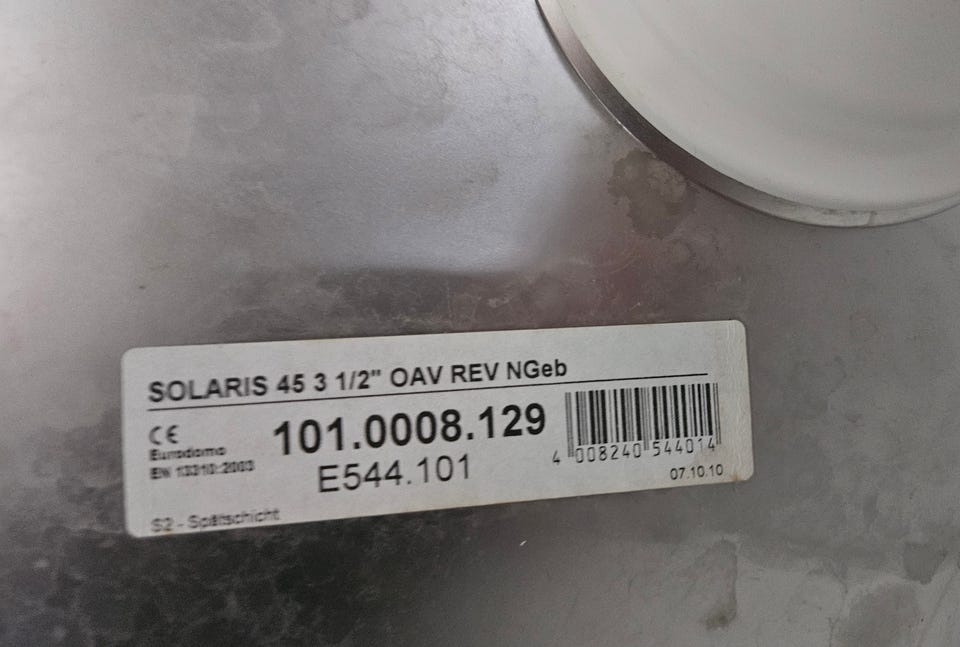 SOLARIS 45 3 1/2" OAV REV NGeb
CE
Eurodomo
EN 13310:2003
101.0008.129
E544.101
4 008240 544014
07.10.10
S2 - Spätschicht